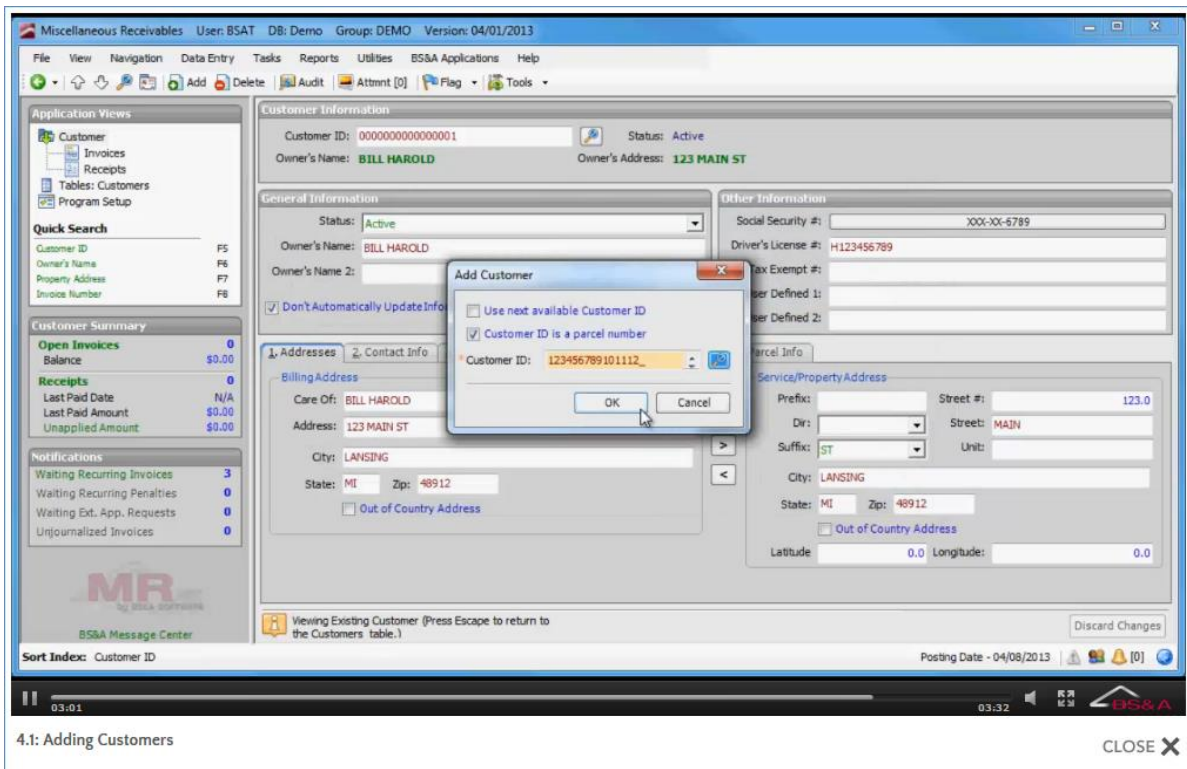 Miscellaneous Receivables User: BSAT DB: Demo Group: DEMO Version: 04/01/2013
File View Navigation Data Entry Tasks Reports Utilities BS&A Applications Help
Add Delete Audit Attmnt [0] Flag Tools
Application Views
Customer
Invoices
Receipts
Tables: Customers
Program Setup
Quick Search
Customer ID F5
Owner's Name F6
Property Address F7
Invoice Number F8
Customer Summary
Open Invoices 0
Balance $0.00
Receipts 0
Last Paid Date N/A
Last Paid Amount $0.00
Unapplied Amount $0.00
Notifications
Waiting Recurring Invoices 3
Waiting Recurring Penalties 0
Waiting Ext. App. Requests 0
Unjournalized Invoices 0
MR
by BS&A SOFTWARE
BS&A Message Center
Customer Information
Customer ID: 0000000000000001 Status: Active
Owner's Name: BILL HAROLD Owner's Address: 123 MAIN ST
General Information
Status: Active
Owner's Name: BILL HAROLD
Owner's Name 2:
Don't Automatically Update Info
Other Information
Social Security #: XXX-XX-6789
Driver's License #: H123456789
Tax Exempt #:
ser Defined 1:
ser Defined 2:
Add Customer
Use next available Customer ID
Customer ID is a parcel number
* Customer ID: 123456789101112_
OK Cancel
1. Addresses 2. Contact Info arcel Info
Billing Address
Care Of: BILL HAROLD
Address: 123 MAIN ST
City: LANSING
State: MI Zip: 48912
Out of Country Address
>
<
Service/Property Address
Prefix: Street #: 123.0
Dir: Street: MAIN
Suffix: ST Unit:
City: LANSING
State: MI Zip: 48912
Out of Country Address
Latitude 0.0 Longitude: 0.0
Viewing Existing Customer (Press Escape to return to
the Customers table.)
Discard Changes
Sort Index: Customer ID Posting Date - 04/08/2013 [0]
03:01 03:32 BS&A
4.1: Adding Customers CLOSE X